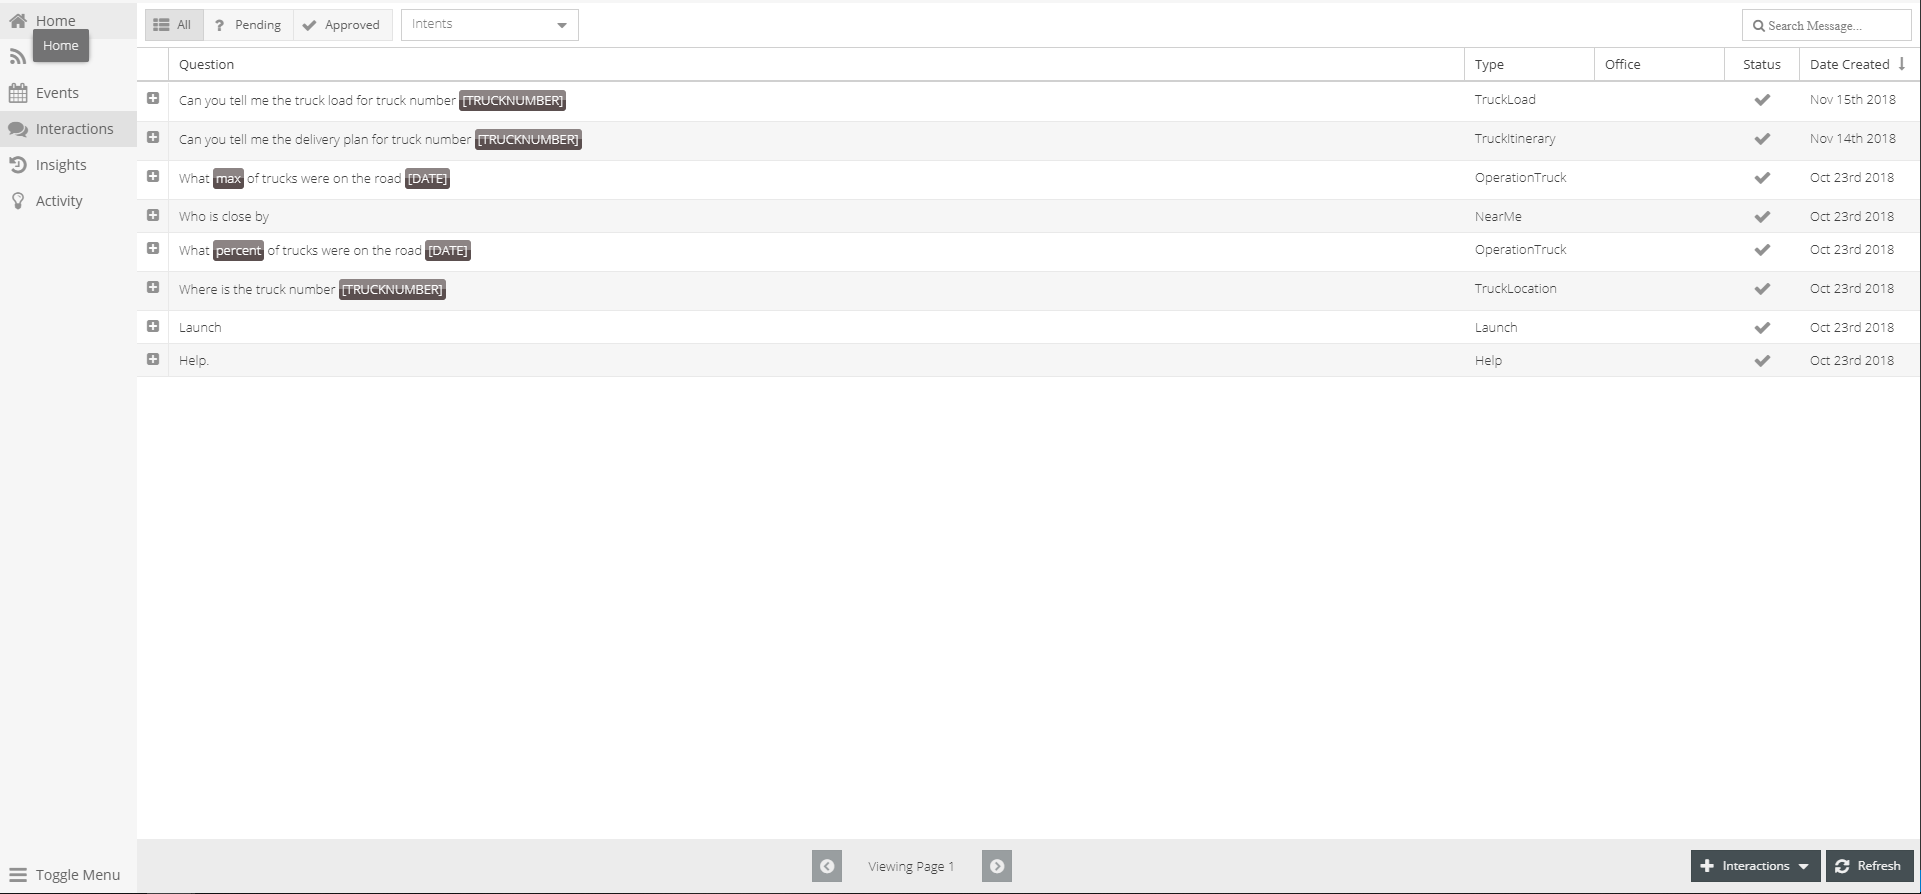 Home
Home
Events
Interactions
Insights
Activity
Toggle Menu
All Pending Approved Intents Search Message...
Question Type Office Status Date Created
Can you tell me the truck load for truck number [TRUCKNUMBER] TruckLoad Nov 15th 2018
Can you tell me the delivery plan for truck number [TRUCKNUMBER] TruckItinerary Nov 14th 2018
What max of trucks were on the road [DATE] OperationTruck Oct 23rd 2018
Who is close by NearMe Oct 23rd 2018
What percent of trucks were on the road [DATE] OperationTruck Oct 23rd 2018
Where is the truck number [TRUCKNUMBER] TruckLocation Oct 23rd 2018
Launch Launch Oct 23rd 2018
Help. Help Oct 23rd 2018
Viewing Page 1 Interactions Refresh